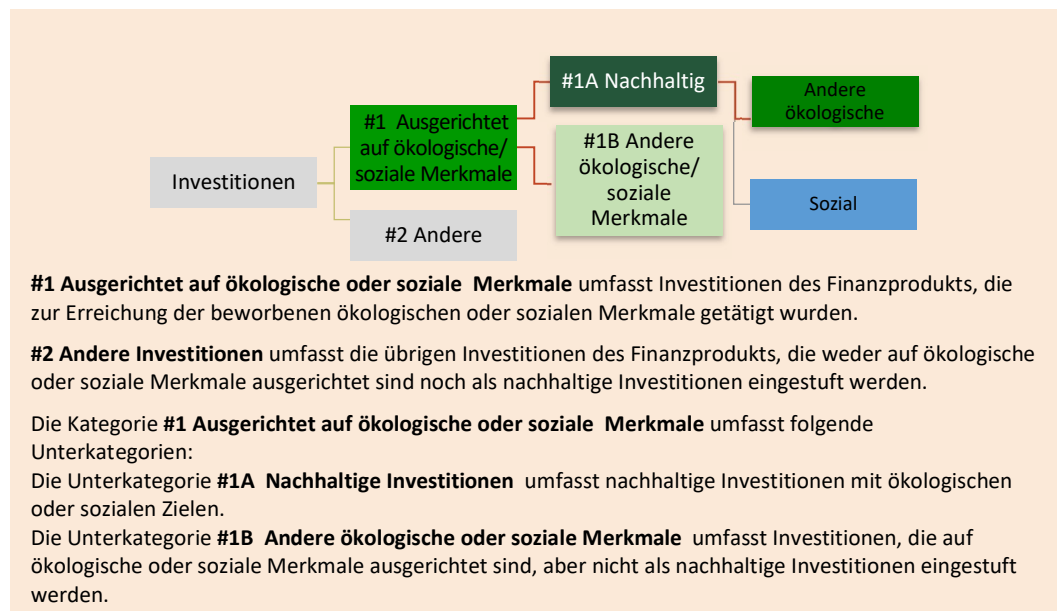 #1A Nachhaltig
Andere
ökologische
#1 Ausgerichtet
auf ökologische/
soziale Merkmale
#1B Andere
ökologische/
soziale
Merkmale
Investitionen
Sozial
#2 Andere
#1 Ausgerichtet auf ökologische oder soziale Merkmale umfasst Investitionen des Finanzprodukts, die
zur Erreichung der beworbenen ökologischen oder sozialen Merkmale getätigt wurden.
#2 Andere Investitionen umfasst die übrigen Investitionen des Finanzprodukts, die weder auf ökologische
oder soziale Merkmale ausgerichtet sind noch als nachhaltige Investitionen eingestuft werden.
Die Kategorie #1 Ausgerichtet auf ökologische oder soziale Merkmale umfasst folgende
Unterkategorien:
Die Unterkategorie #1A Nachhaltige Investitionen umfasst nachhaltige Investitionen mit ökologischen
oder sozialen Zielen.
Die Unterkategorie #1B Andere ökologische oder soziale Merkmale umfasst Investitionen, die auf
ökologische oder soziale Merkmale ausgerichtet sind, aber nicht als nachhaltige Investitionen eingestuft
werden.